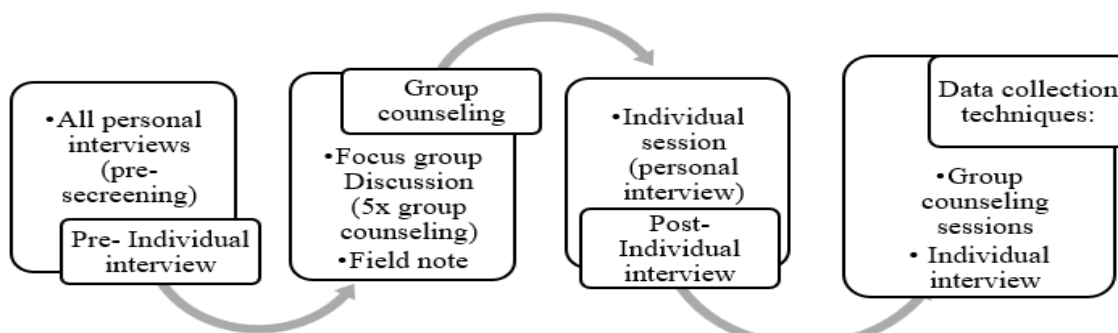 •All personal
interviews
(pre-
secreening)
Pre- Individual
interview
Group
counseling
•Focus group
Discussion
(5x group
counseling)
•Field note
•Individual
session
(personal
interview)
Post-
Individual
interview
Data collection
techniques:
•Group
counseling
sessions
• Individual
interview